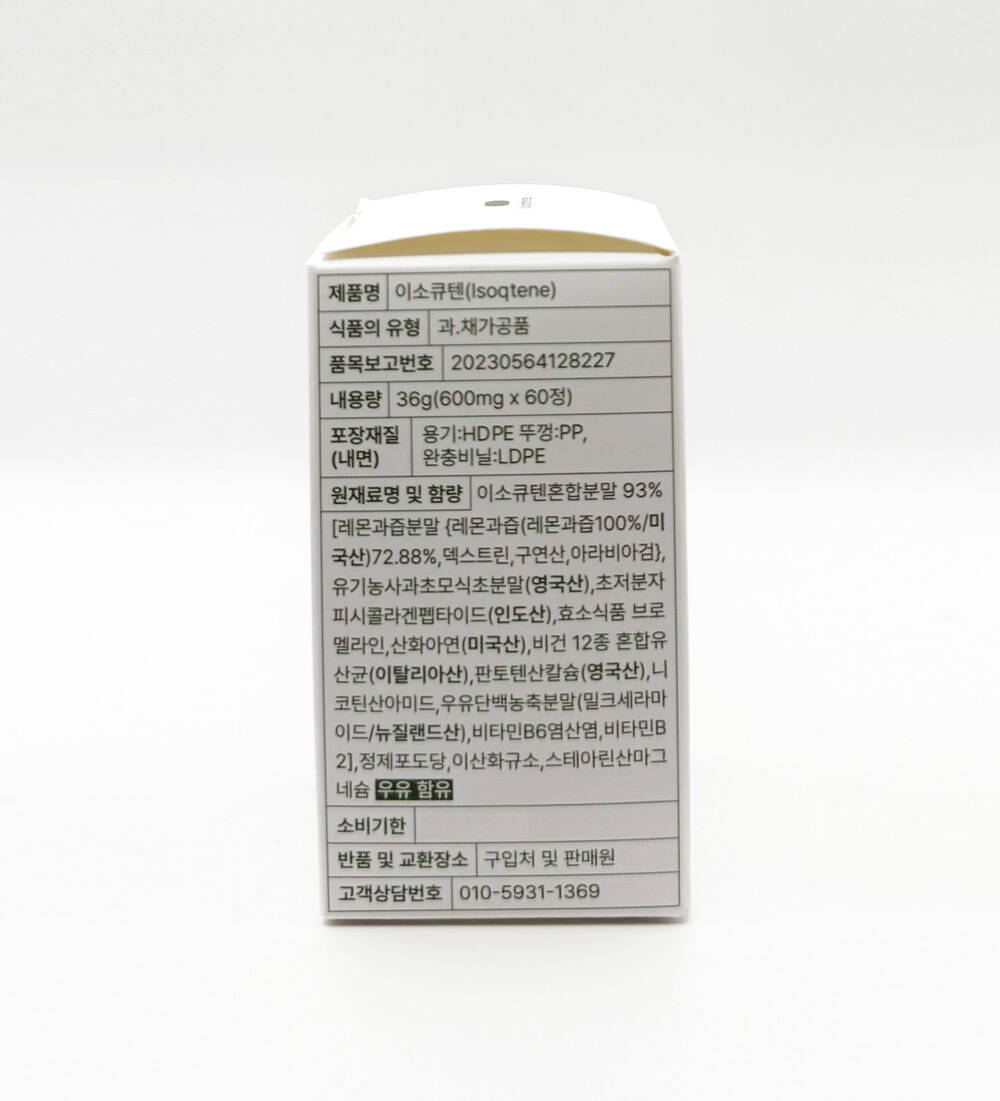 제품명 이소큐텐(Isoqtene)
식품의 유형 과.채가공품
품목보고번호 20230564128227
내용량 36g(600mg x 60정)
포장재질 용기:HDPE 뚜껑:PP,
(내면) 완충비닐:LDPE
원재료명 및 함량 이소큐텐혼합분말 93%
[레몬과즙분말 {레몬과즙(레몬과즙100%/미
국산)72.88%,덱스트린,구연산,아라비아검},
유기농사과초모식초분말(영국산),초저분자
피시콜라겐펩타이드(인도산),효소식품 브로
멜라인,산화아연(미국산),비건 12종 혼합유
산균(이탈리아산),판토텐산칼슘(영국산),니
코틴산아미드,우유단백농축분말(밀크세라마
이드/뉴질랜드산),비타민B6염산염,비타민B
2],정제포도당,이산화규소,스테아린산마그
네슘 우유 함유
소비기한
반품 및 교환장소 구입처 및 판매원
고객상담번호 010-5931-1369